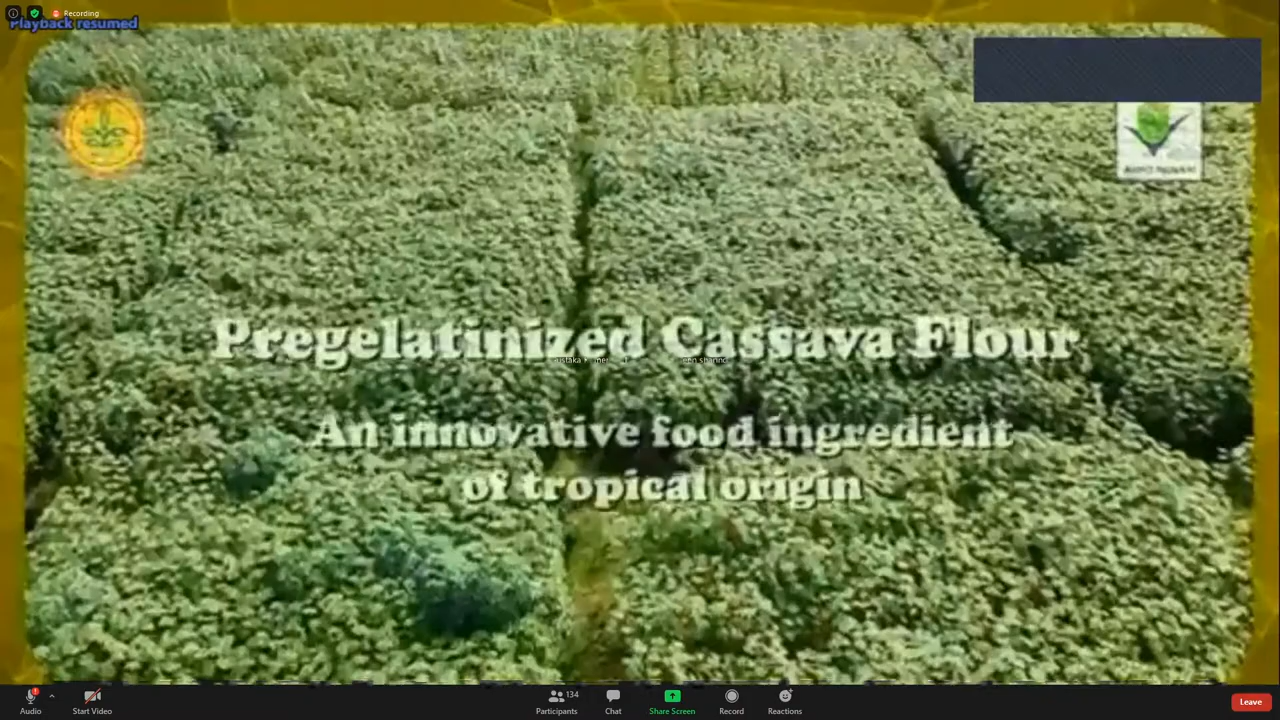 Recording
Playback resumed
Pregelatinized Cassava Flour
An innovative food ingredient
of tropical origin
Audio
Start Video
Participants
134
Chat
Share Screen
Record
Reactions
Leave